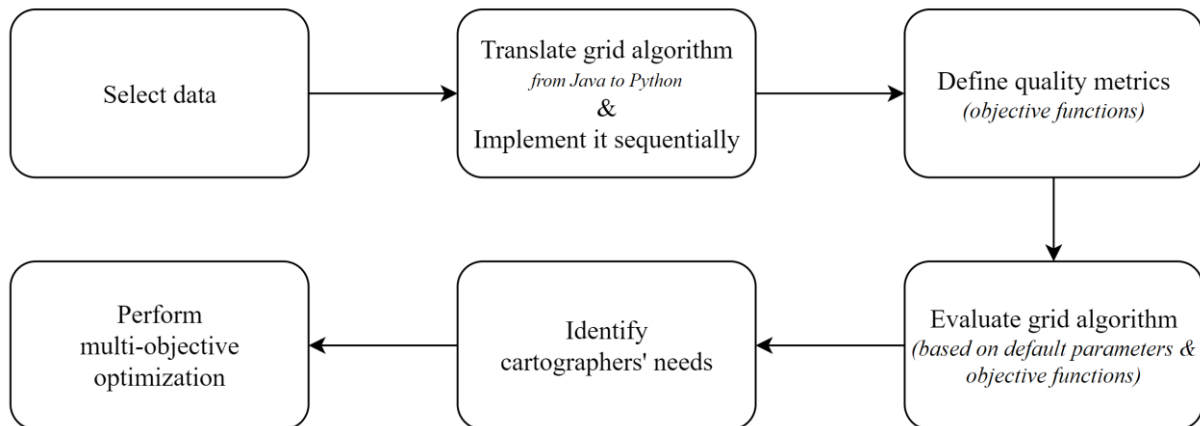 Select data
Translate grid algorithm
from Java to Python
&
Implement it sequentially
Define quality metrics
(objective functions)
Evaluate grid algorithm
(based on default parameters &
objective functions)
Identify
cartographers' needs
Perform
multi-objective
optimization